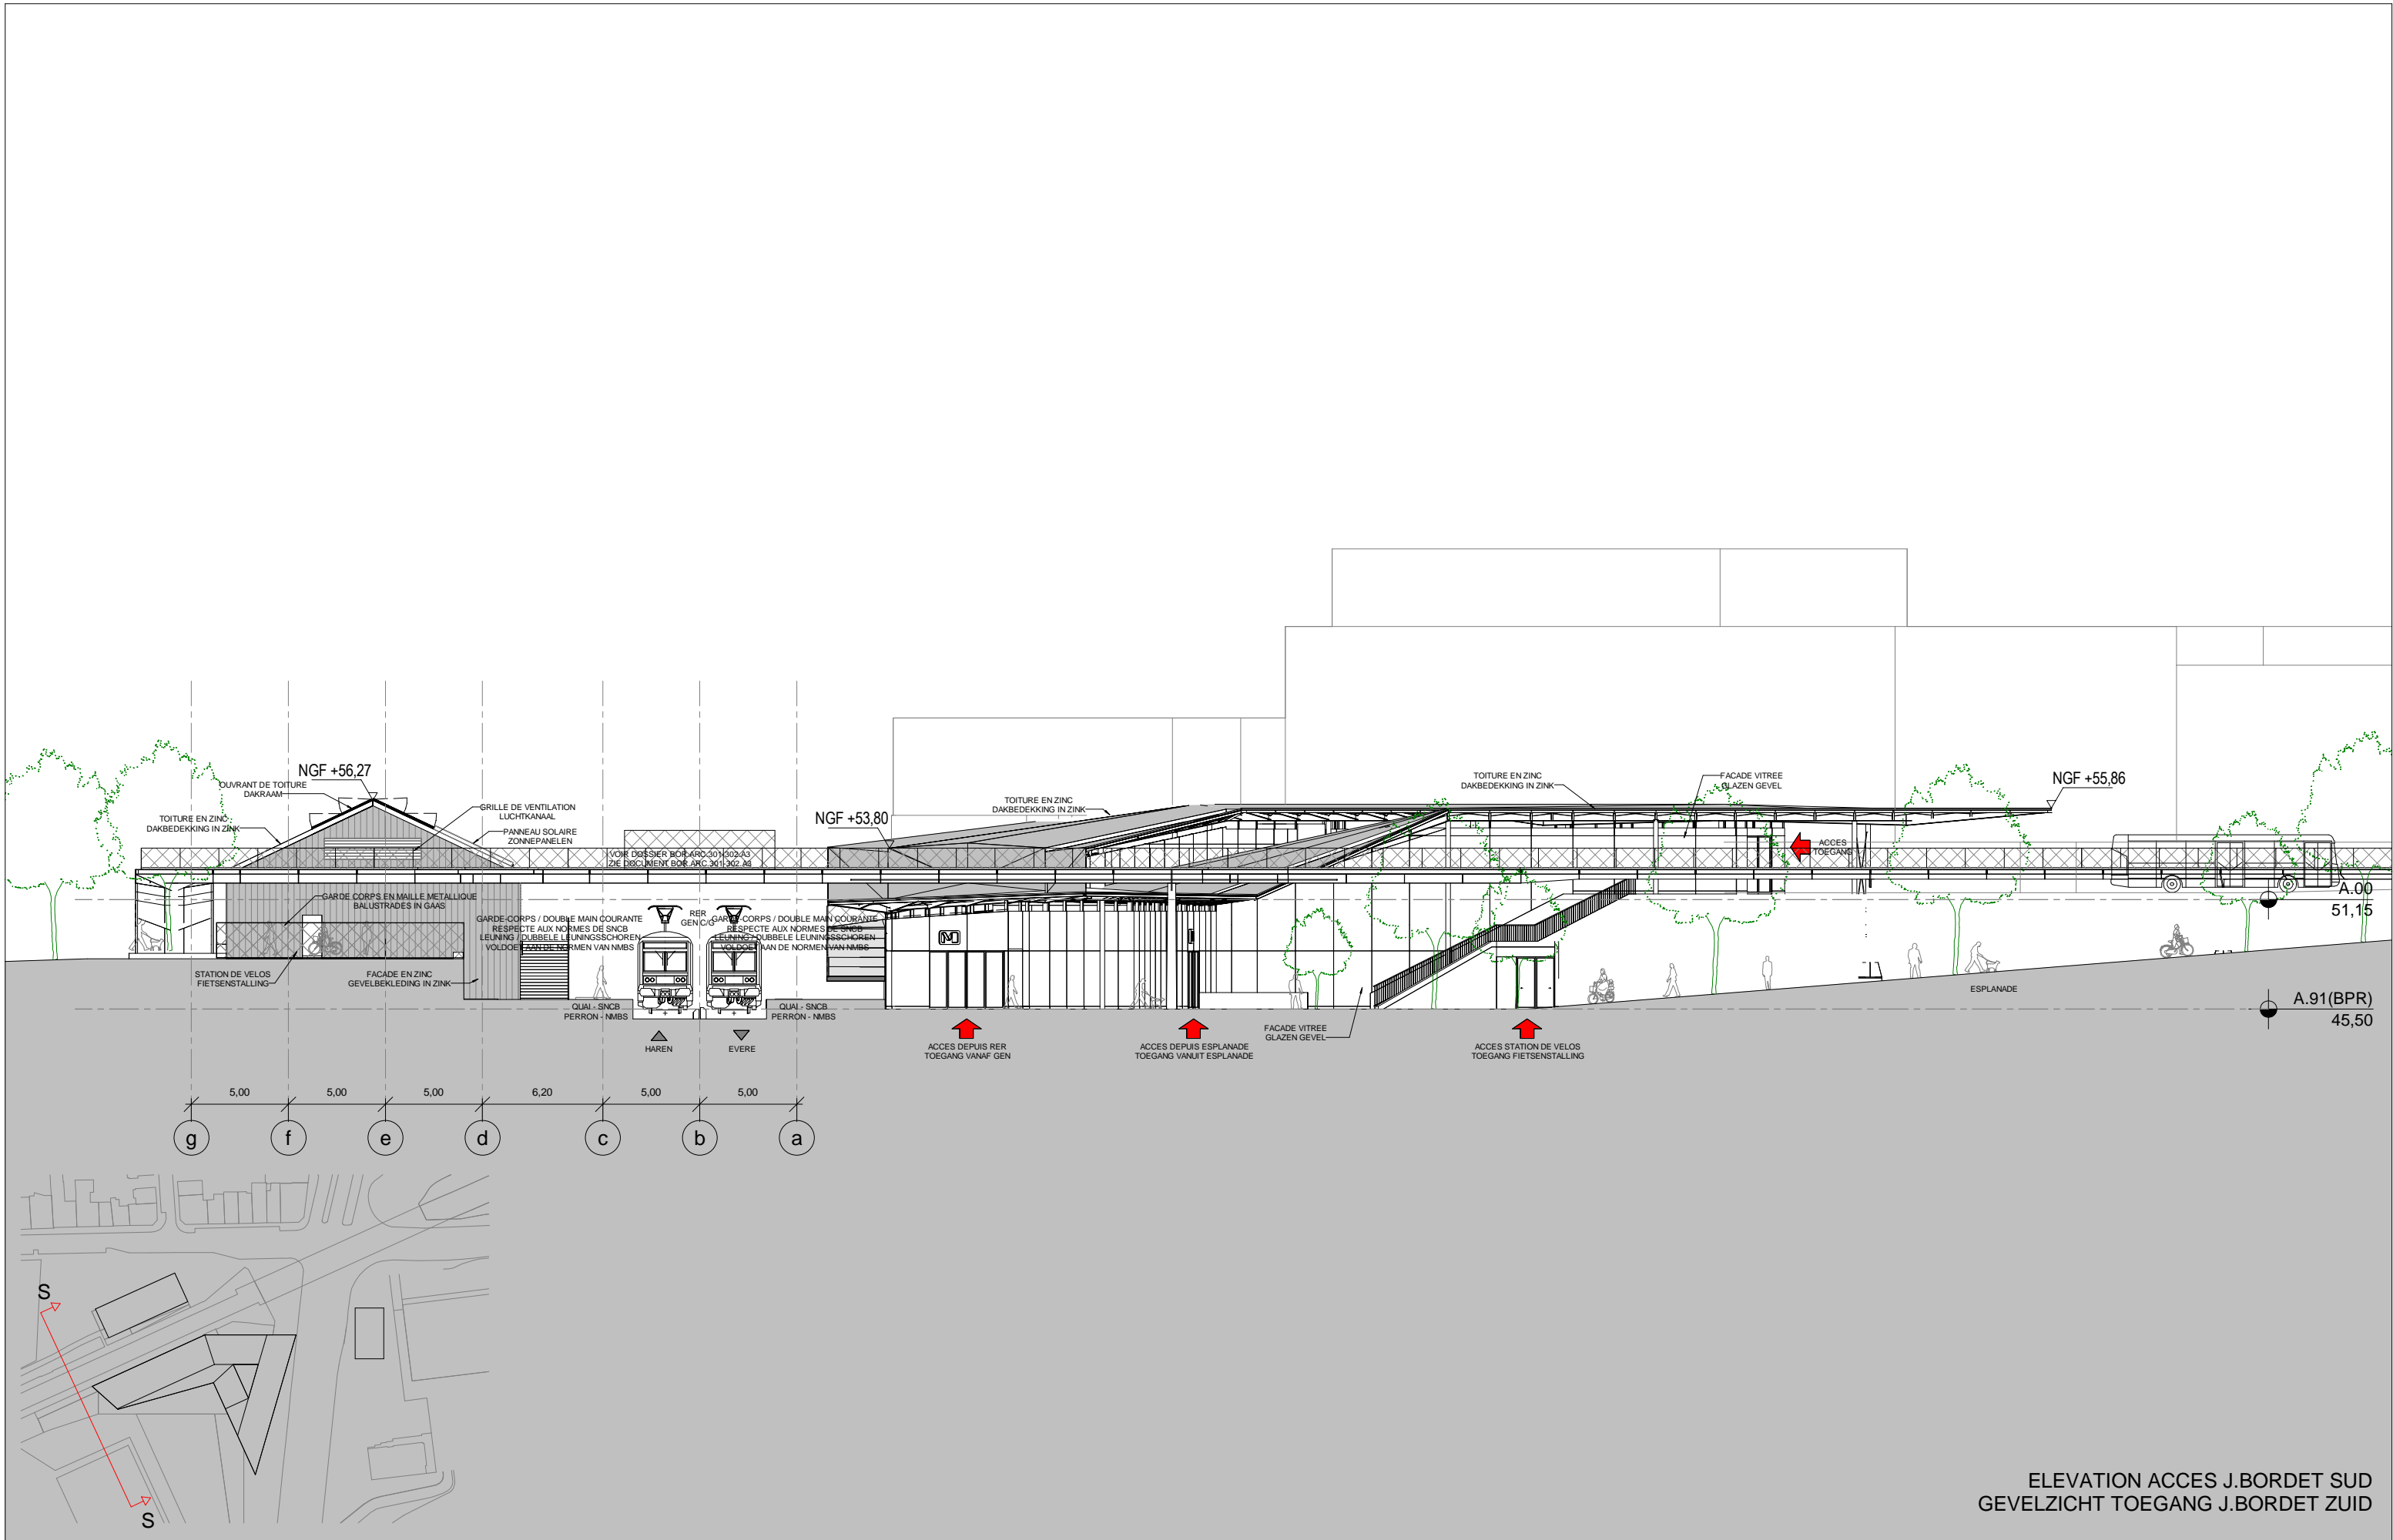 NGF +56,27
OUVRANT DE TOITURE
DAKRAAM
TOITURE EN ZINC
DAKBEDEKKING IN ZINK
GRILLE DE VENTILATION
LUCHTKANAAL
PANNEAU SOLAIRE
ZONNEPANELEN
NGF +53,80
TOITURE EN ZINC
DAKBEDEKKING IN ZINK
TOITURE EN ZINC
DAKBEDEKKING IN ZINK
FACADE VITREE
GLAZEN GEVEL
NGF +55,86
ACCES
TOEGANG
VOIR DOSSIER BOR.ARC.301-302.A3
ZIE DOCUMENT BOR.ARC.301-302.A3
GARDE CORPS EN MAILLE METALLIQUE
BALUSTRADES IN GAAS
GARDE-CORPS / DOUBLE MAIN COURANTE
RESPECTE AUX NORMES DE SNCB
LEUNING / DUBBELE LEUNINGSSCHOREN
VOLDOET AAN DE NORMEN VAN NMBS
RER
GEN C/G
GARDE-CORPS / DOUBLE MAIN COURANTE
RESPECTE AUX NORMES DE SNCB
LEUNING / DUBBELE LEUNINGSSCHOREN
VOLDOET AAN DE NORMEN VAN NMBS
M
A.00
51,15
STATION DE VELOS
FIETSENSTALLING
FACADE EN ZINC
GEVELBEKLEDING IN ZINK
QUAI - SNCB
PERRON - NMBS
QUAI - SNCB
PERRON - NMBS
ESPLANADE
A.91(BPR)
45,50
HAREN
EVERE
ACCES DEPUIS RER
TOEGANG VANAF GEN
ACCES DEPUIS ESPLANADE
TOEGANG VANUIT ESPLANADE
FACADE VITREE
GLAZEN GEVEL
ACCES STATION DE VELOS
TOEGANG FIETSENSTALLING
5,00 5,00 5,00 6,20 5,00 5,00
g f e d c b a
S
S
ELEVATION ACCES J.BORDET SUD
GEVELZICHT TOEGANG J.BORDET ZUID